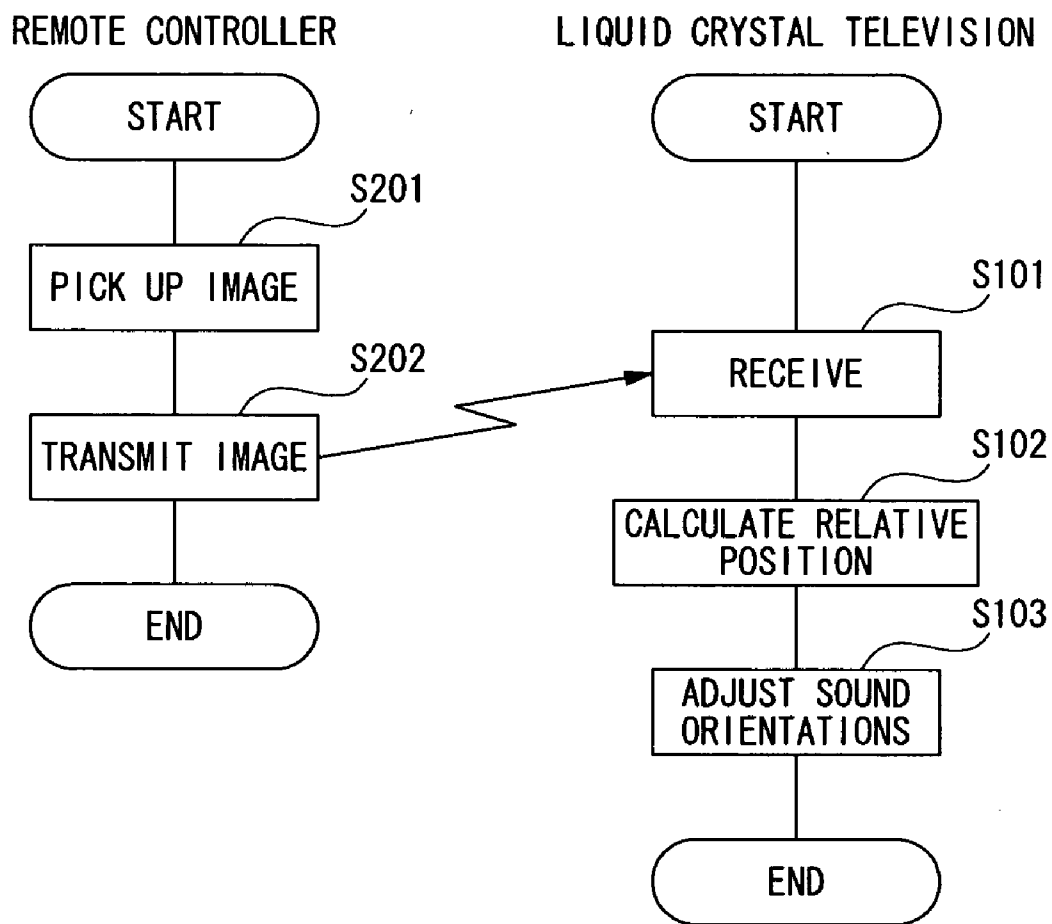 REMOTE CONTROLLER
START
S201
PICK UP IMAGE
S202
TRANSMIT IMAGE
END
LIQUID CRYSTAL TELEVISION
START
S101
RECEIVE
S102
CALCULATE RELATIVE
POSITION
S103
ADJUST SOUND
ORIENTATIONS
END